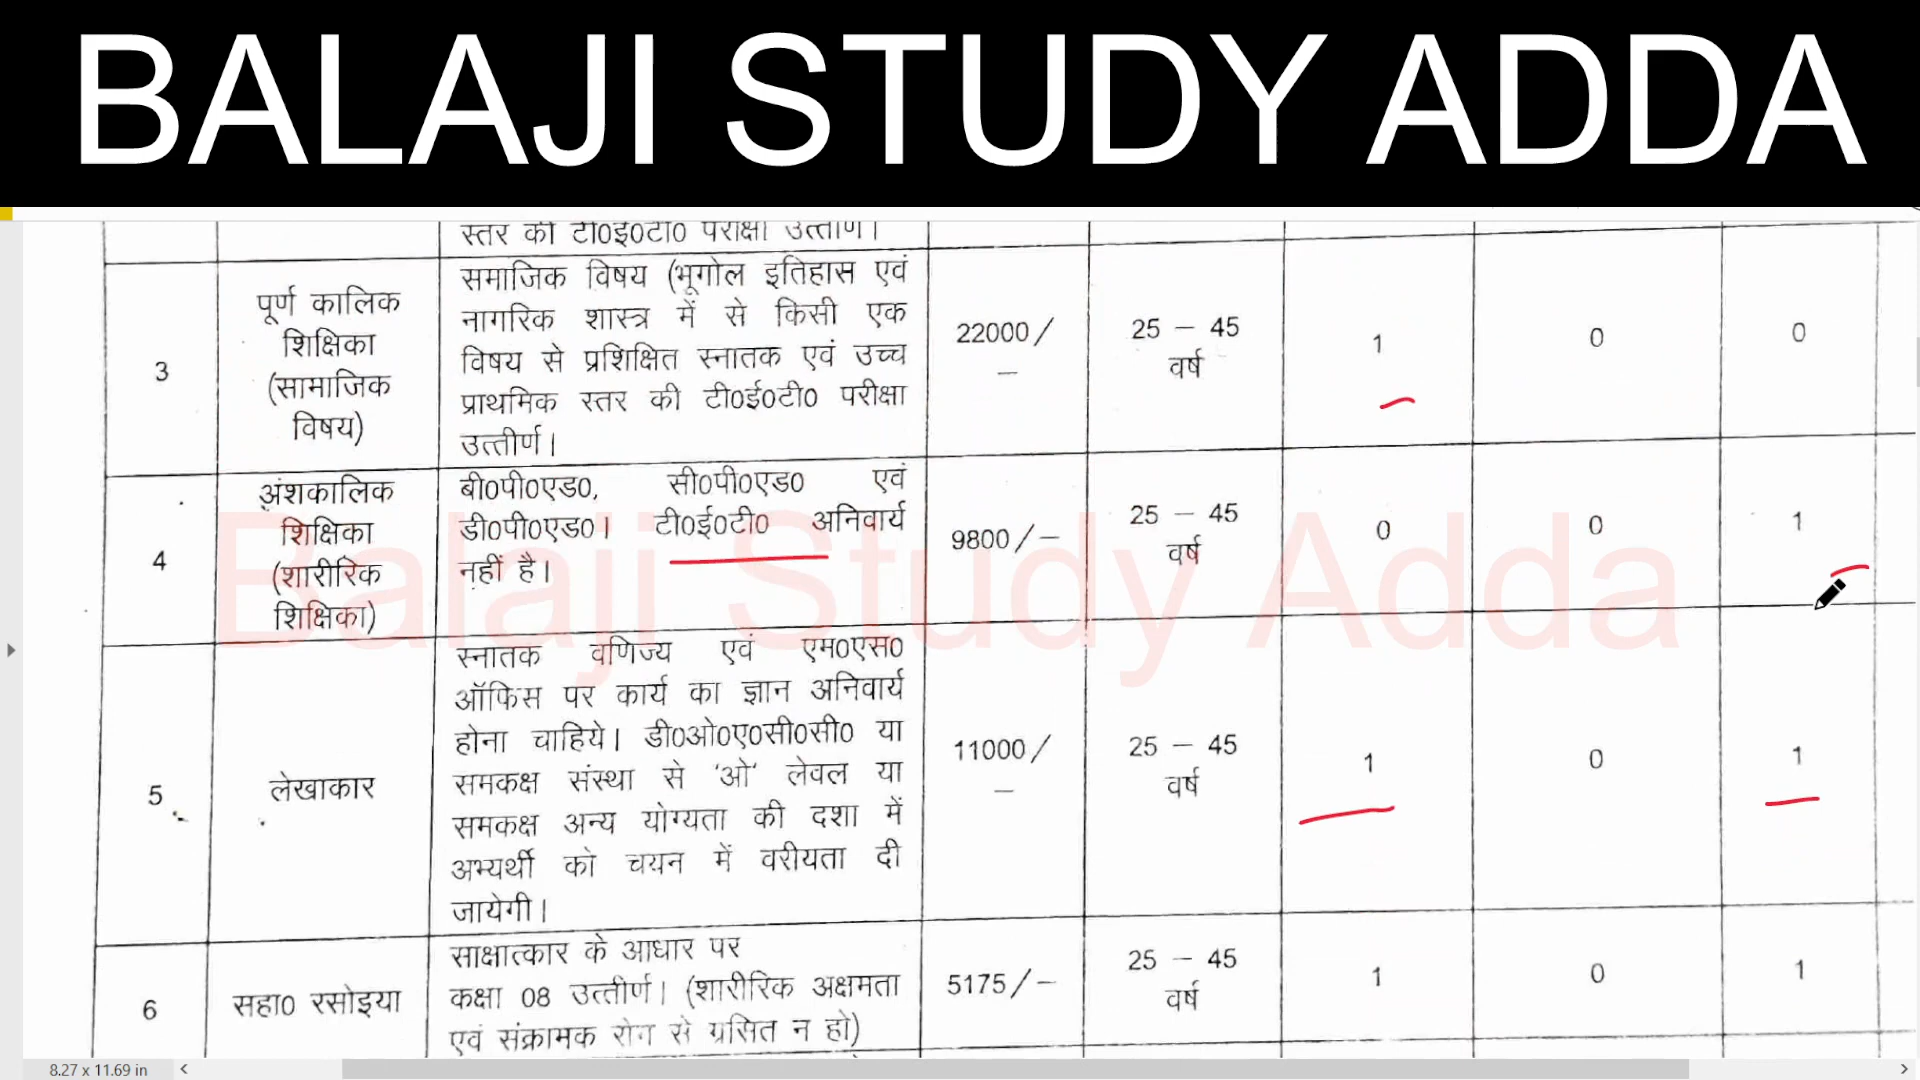 BALAJI STUDY ADDA
स्तर की टी0ई0टी0 परीक्षा उत्तीर्ण।
3
पूर्ण कालिक
शिक्षिका
(सामाजिक
विषय)
समाजिक विषय (भूगोल इतिहास एवं
नागरिक शास्त्र में से किसी एक
विषय से प्रशिक्षित स्नातक एवं उच्च
प्राथमिक स्तर की टी0ई0टी0 परीक्षा
उत्तीर्ण।
22000/
–
25 – 45
वर्ष
1
0
0
4
अंशकालिक
शिक्षिका
(शारीरिक
शिक्षिका)
बी0पी0एड0, सी0पी0एड0 एवं
डी0पी0एड0। टी0ई0टी0 अनिवार्य
नहीं है।
9800/–
25 – 45
वर्ष
0
0
1
5
लेखाकार
स्नातक वणिज्य एवं एम0एस0
ऑफिस पर कार्य का ज्ञान अनिवार्य
होना चाहिये। डी0ओ0ए0सी0सी0 या
समकक्ष संस्था से 'ओ' लेवल या
समकक्ष अन्य योग्यता की दशा में
अभ्यर्थी को चयन में वरीयता दी
जायेगी।
11000/
–
25 – 45
वर्ष
1
0
1
6
सहा0 रसोइया
साक्षात्कार के आधार पर
कक्षा 08 उत्तीर्ण। (शारीरिक अक्षमता
एवं संक्रामक रोग से ग्रसित न हो)
5175/–
25 – 45
वर्ष
1
0
1
Balaji Study Adda
8.27 x 11.69 in